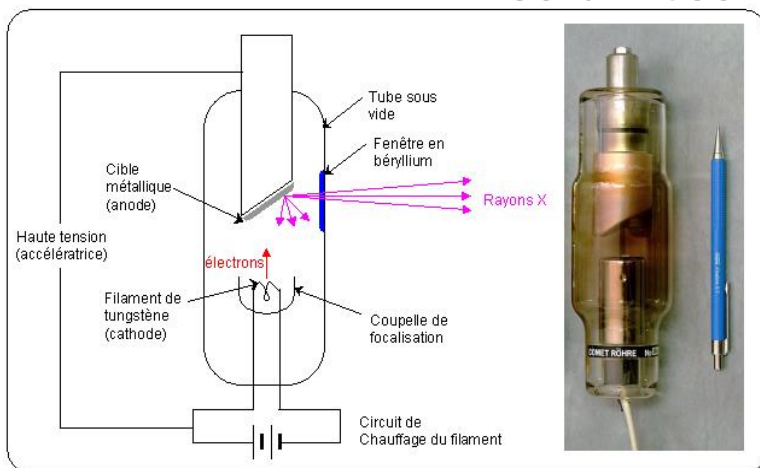 Tube sous
vide
Fenêtre en
béryllium
Cible
métallique
(anode)
Rayons X
Haute tension
(accélératrice)
électrons
Filament de
tungstène
(cathode)
Coupelle de
focalisation
Circuit de
Chauffage du filament
COMET RÖHRE No